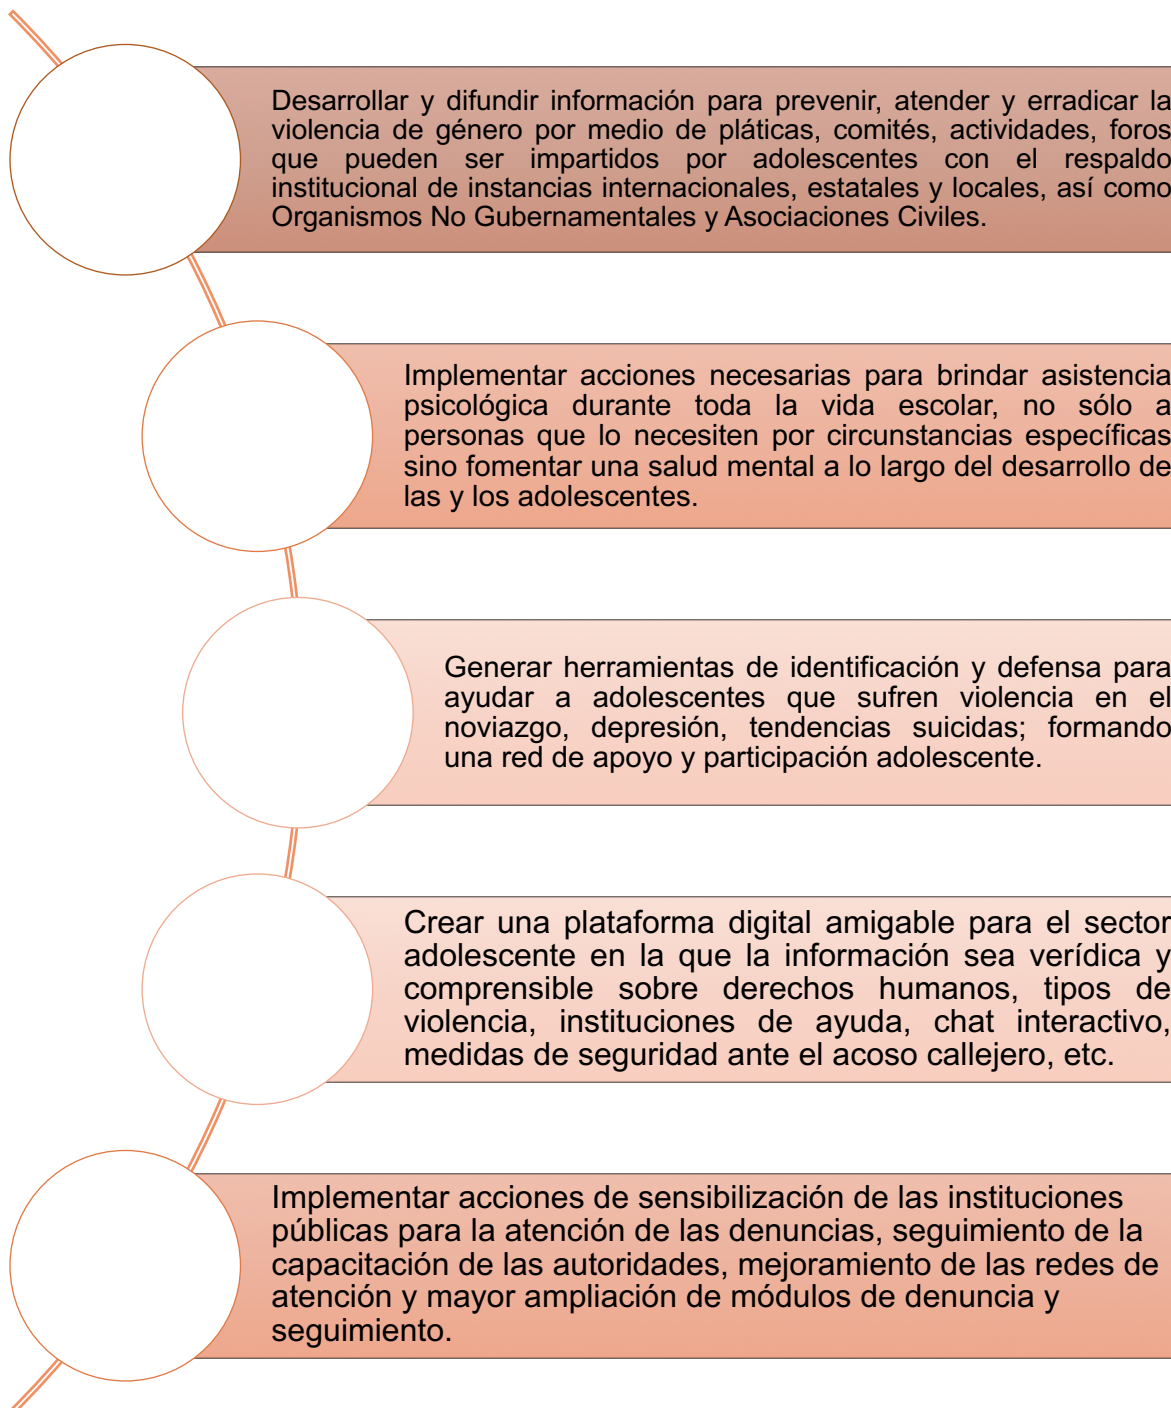 Desarrollar y difundir información para prevenir, atender y erradicar la
violencia de género por medio de pláticas, comités, actividades, foros
que pueden ser impartidos por adolescentes con el respaldo
institucional de instancias internacionales, estatales y locales, así como
Organismos No Gubernamentales y Asociaciones Civiles.
Implementar acciones necesarias para brindar asistencia
psicológica durante toda la vida escolar, no sólo a
personas que lo necesiten por circunstancias específicas
sino fomentar una salud mental a lo largo del desarrollo de
las y los adolescentes.
Generar herramientas de identificación y defensa para
ayudar a adolescentes que sufren violencia en el
noviazgo, depresión, tendencias suicidas; formando
una red de apoyo y participación adolescente.
Crear una plataforma digital amigable para el sector
adolescente en la que la información sea verídica y
comprensible sobre derechos humanos, tipos de
violencia, instituciones de ayuda, chat interactivo,
medidas de seguridad ante el acoso callejero, etc.
Implementar acciones de sensibilización de las instituciones
públicas para la atención de las denuncias, seguimiento de la
capacitación de las autoridades, mejoramiento de las redes de
atención y mayor ampliación de módulos de denuncia y
seguimiento.